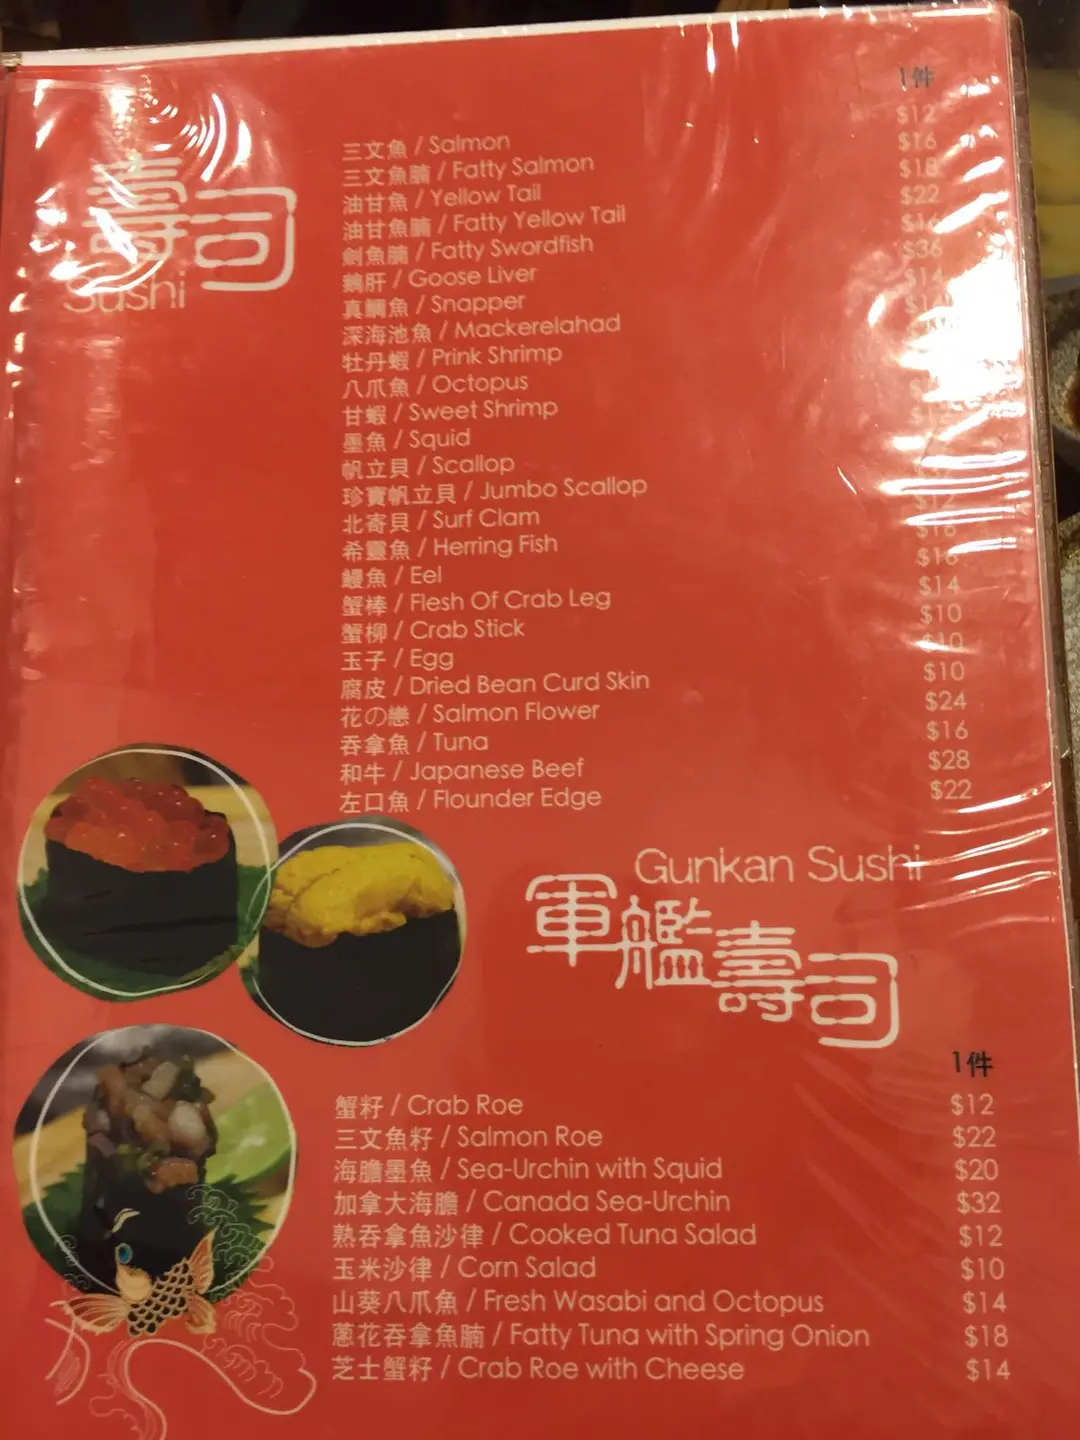 壽司
Sushi
1件
三文魚 / Salmon $12
三文魚腩 / Fatty Salmon $16
油甘魚 / Yellow Tail $18
油甘魚腩 / Fatty Yellow Tail $22
劍魚腩 / Fatty Swordfish $16
鵝肝 / Goose Liver $36
真鯛魚 / Snapper $14
深海池魚 / Mackerelahad
牡丹蝦 / Prink Shrimp
八爪魚 / Octopus
甘蝦 / Sweet Shrimp
墨魚 / Squid
帆立貝 / Scallop
珍寶帆立貝 / Jumbo Scallop
北寄貝 / Surf Clam $12
希靈魚 / Herring Fish $18
鰻魚 / Eel $16
蟹棒 / Flesh Of Crab Leg $14
蟹柳 / Crab Stick $10
玉子 / Egg $10
腐皮 / Dried Bean Curd Skin $10
花の戀 / Salmon Flower $24
吞拿魚 / Tuna $16
和牛 / Japanese Beef $28
左口魚 / Flounder Edge $22
Gunkan Sushi
軍艦壽司
1件
蟹籽 / Crab Roe $12
三文魚籽 / Salmon Roe $22
海膽墨魚 / Sea-Urchin with Squid $20
加拿大海膽 / Canada Sea-Urchin $32
熟吞拿魚沙律 / Cooked Tuna Salad $12
玉米沙律 / Corn Salad $10
山葵八爪魚 / Fresh Wasabi and Octopus $14
蔥花吞拿魚腩 / Fatty Tuna with Spring Onion $18
芝士蟹籽 / Crab Roe with Cheese $14